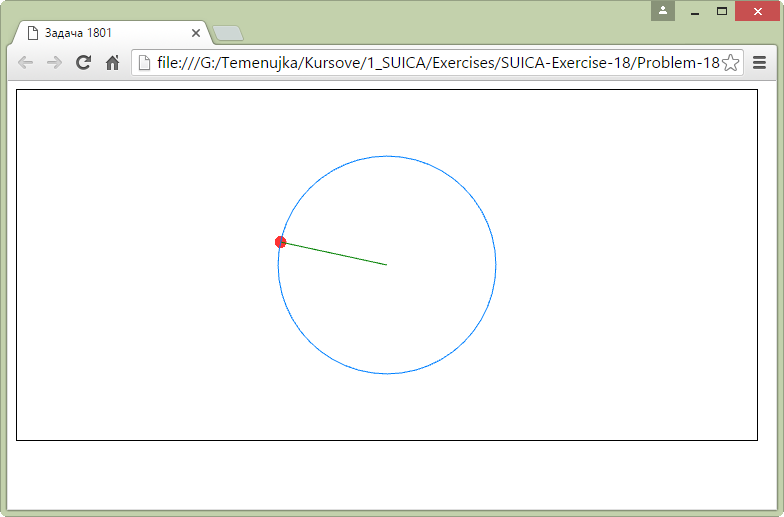 Задача 1801
file:///G:/Temenujka/Kursove/1_SUICA/Exercises/SUICA-Exercise-18/Problem-18